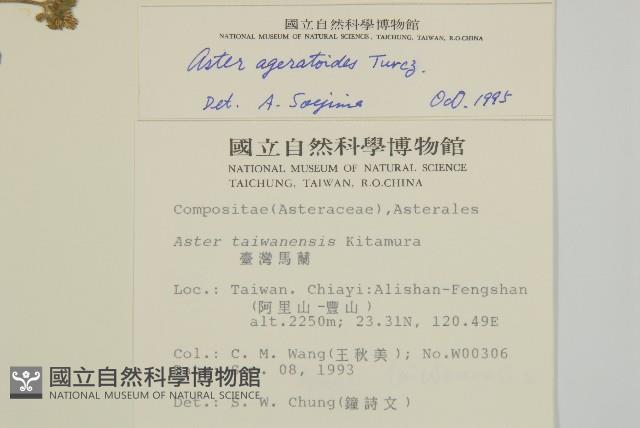 國立自然科學博物館
NATIONAL MUSEUM OF NATURAL SCIENCE, TAICHUNG, TAIWAN, R.O.CHINA
Aster ageratoides Turcz.
Det. A. Soejima Oct. 1995
國立自然科學博物館
NATIONAL MUSEUM OF NATURAL SCIENCE
TAICHUNG, TAIWAN, R.O.CHINA
Compositae(Asteraceae),Asterales
Aster taiwanensis Kitamura
臺灣馬蘭
Loc.: Taiwan. Chiayi:Alishan-Fengshan
(阿里山-豐山)
alt.2250m; 23.31N, 120.49E
Col.: C. M. Wang(王秋美); No.W00306
08, 1993
Det.: S. W. Chung(鐘詩文)
國立自然科學博物館
NATIONAL MUSEUM OF NATURAL SCIENCE